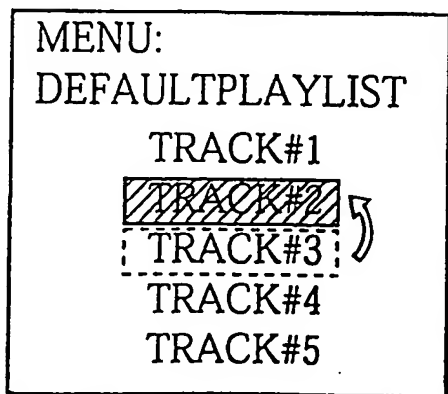 MENU:
DEFAULTPLAYLIST
TRACK#1
TRACK#2
TRACK#3
TRACK#4
TRACK#5